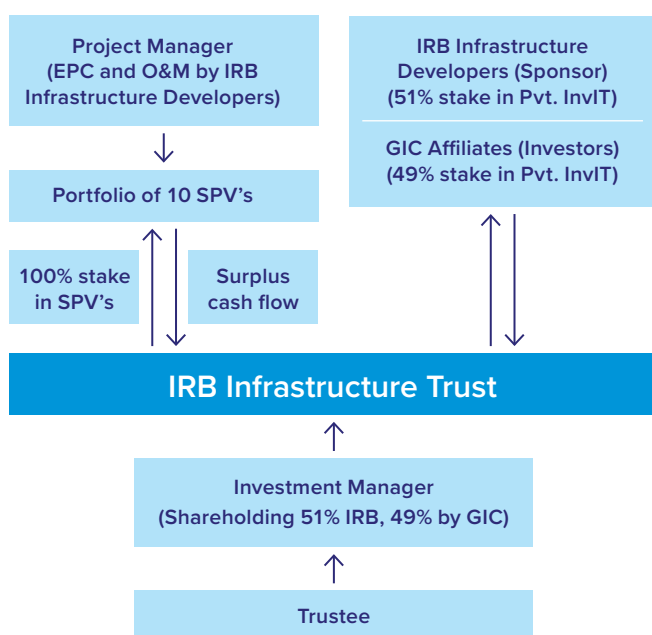 Project Manager
(EPC and O&M by IRB
Infrastructure Developers)
IRB Infrastructure
Developers (Sponsor)
(51% stake in Pvt. InvIT)
GIC Affiliates (Investors)
(49% stake in Pvt. InvIT)
Portfolio of 10 SPV's
100% stake
in SPV's
Surplus
cash flow
IRB Infrastructure Trust
Investment Manager
(Shareholding 51% IRB, 49% by GIC)
Trustee